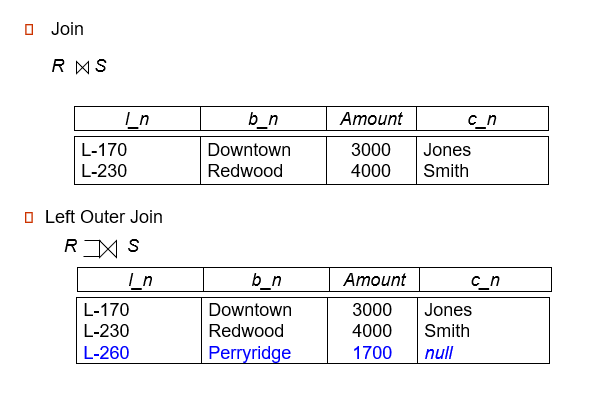 Join
R ⋈ S
l_n b_n Amount c_n
L-170 Downtown 3000 Jones
L-230 Redwood 4000 Smith
Left Outer Join
R ⟕ S
l_n b_n Amount c_n
L-170 Downtown 3000 Jones
L-230 Redwood 4000 Smith
L-260 Perryridge 1700 null